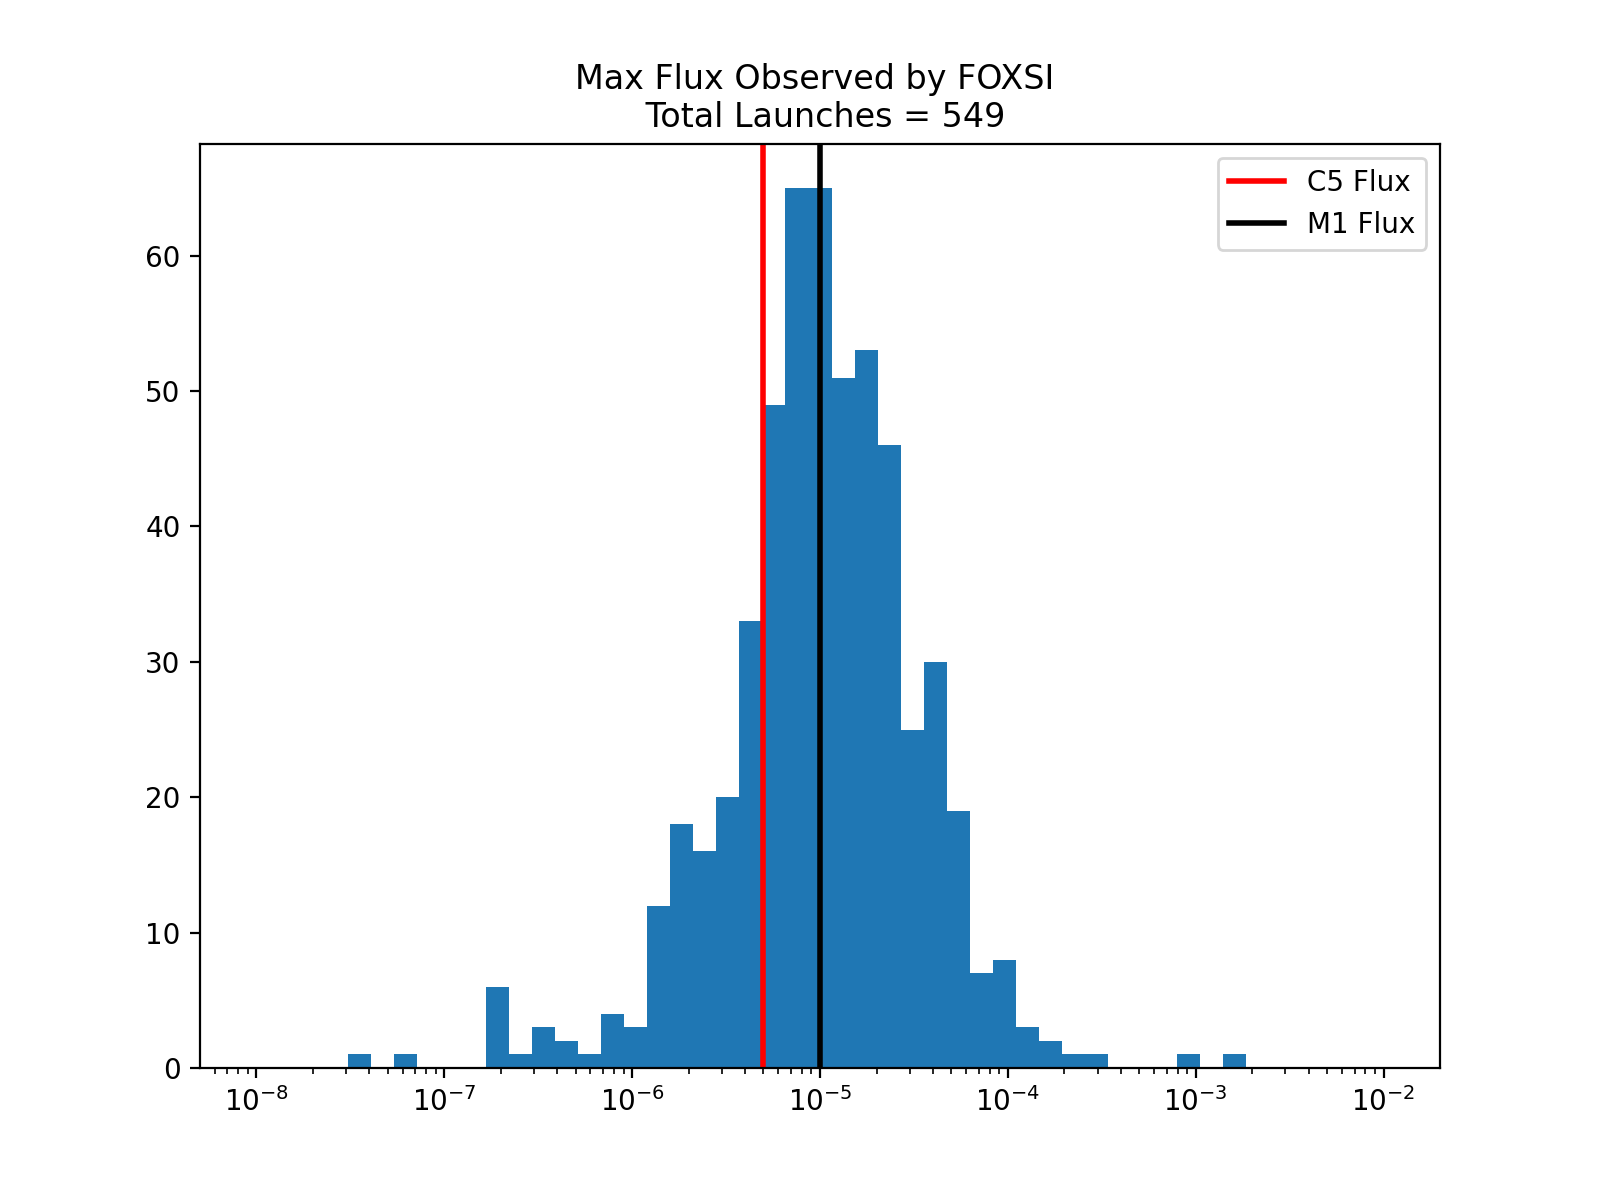 Max Flux Observed by FOXSI
Total Launches = 549
C5 Flux
M1 Flux
60
50
40
30
20
10
0
10⁻⁸ 10⁻⁷ 10⁻⁶ 10⁻⁵ 10⁻⁴ 10⁻³ 10⁻²